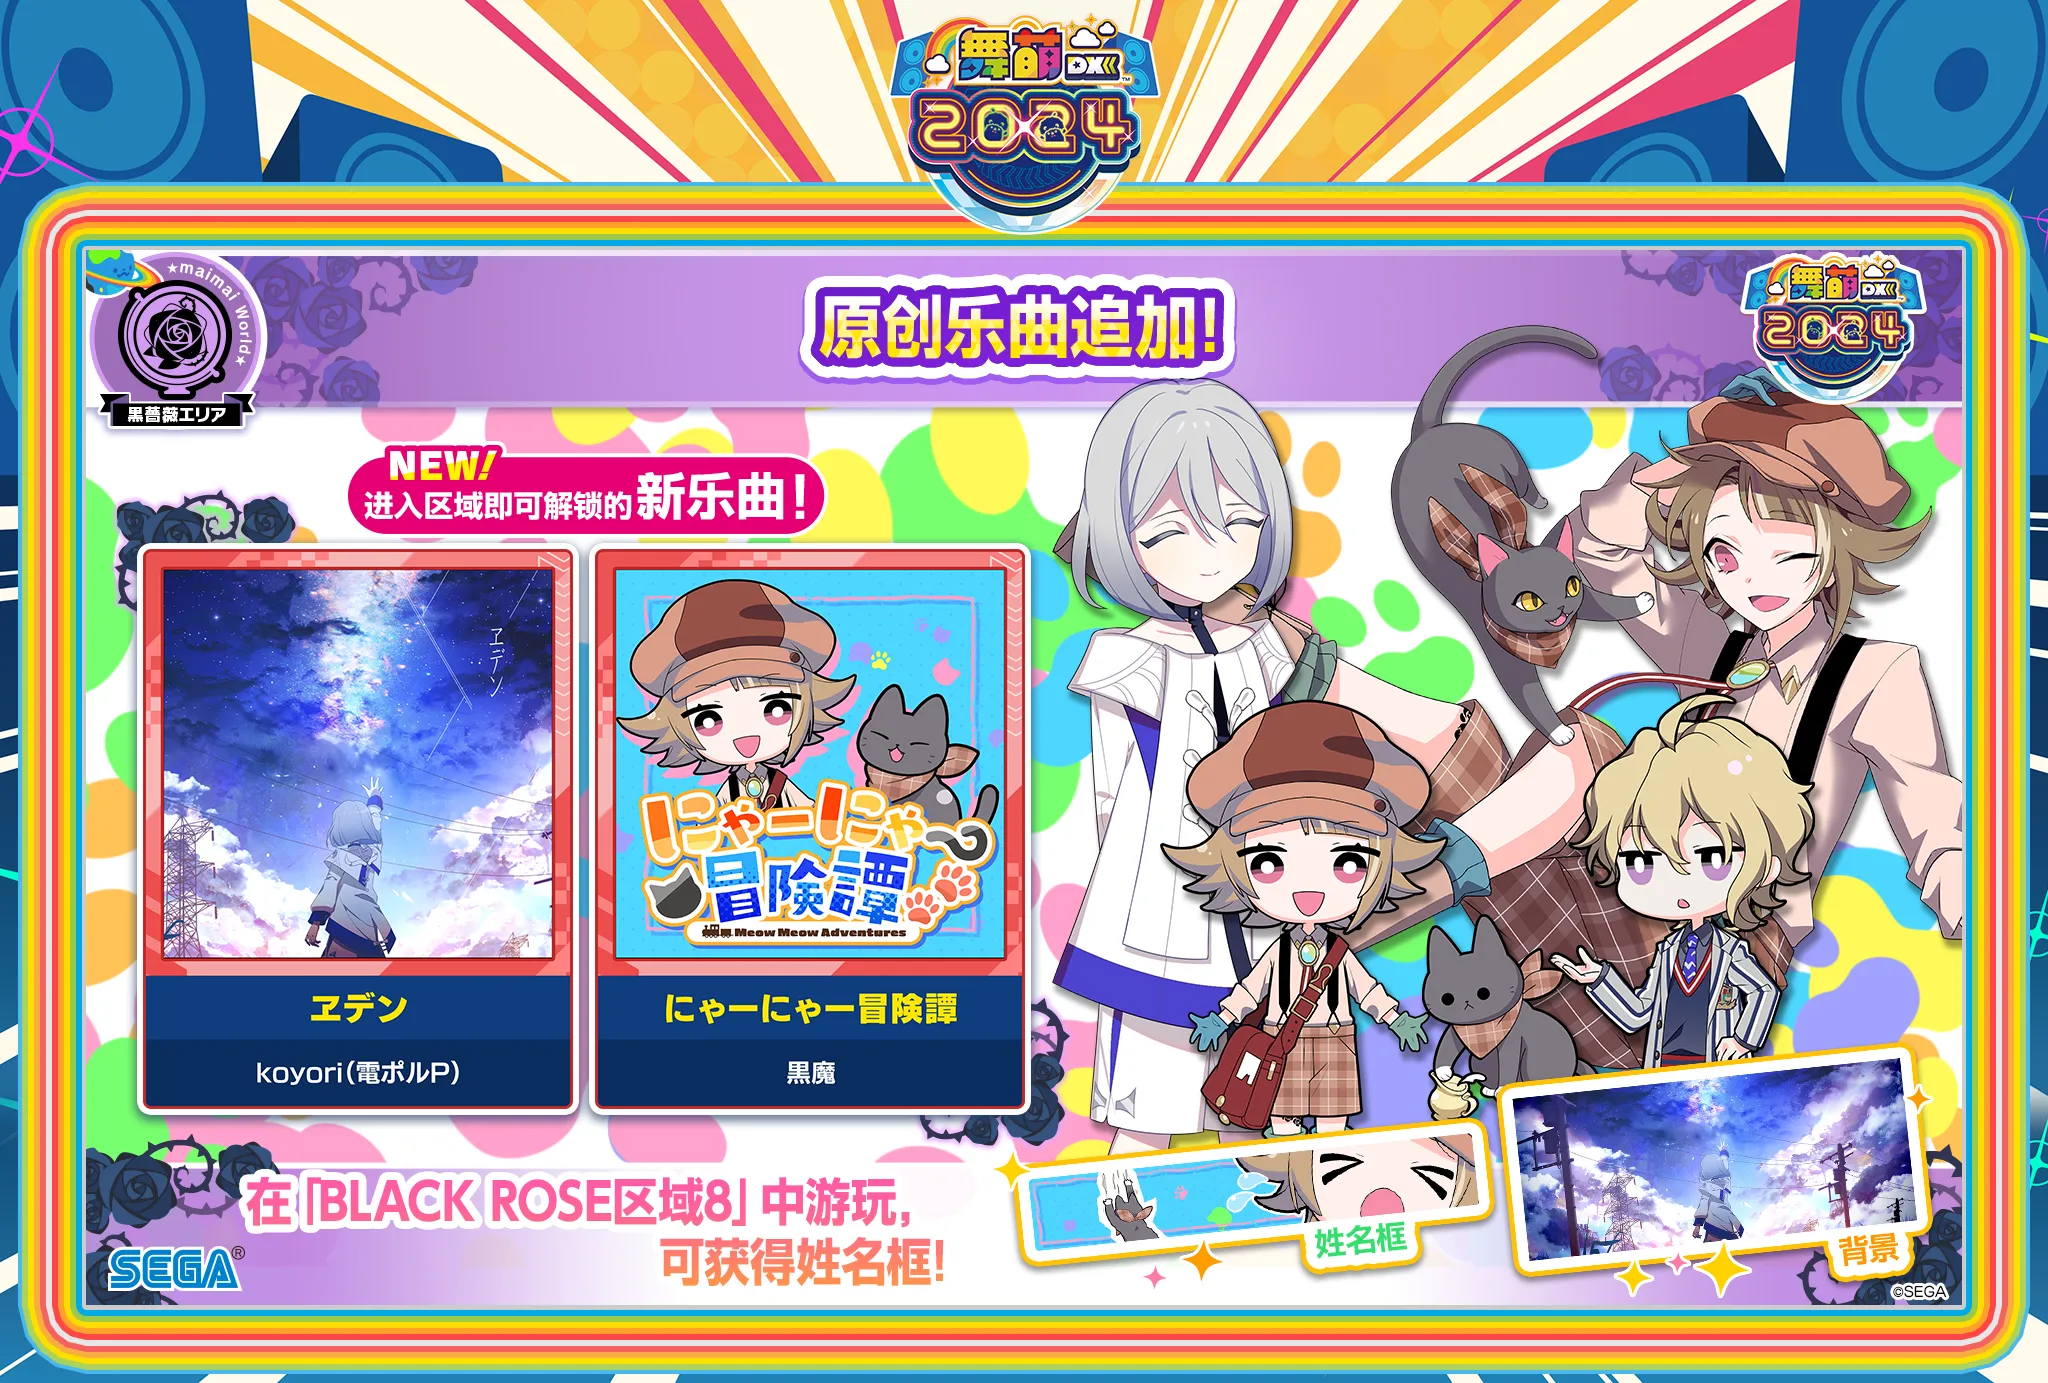 舞萌DX
2024
★maimai World★
黒薔薇エリア
原创乐曲追加!
舞萌DX
2024
NEW!
进入区域即可解锁的新乐曲!
ヱデン
にゃーにゃー
冒険譚
Meow Meow Adventures
ヱデン
koyori(電ポルP)
にゃーにゃー冒険譚
黒魔
在「BLACK ROSE区域8」中游玩,
可获得姓名框!
姓名框
背景
SEGA®
©SEGA